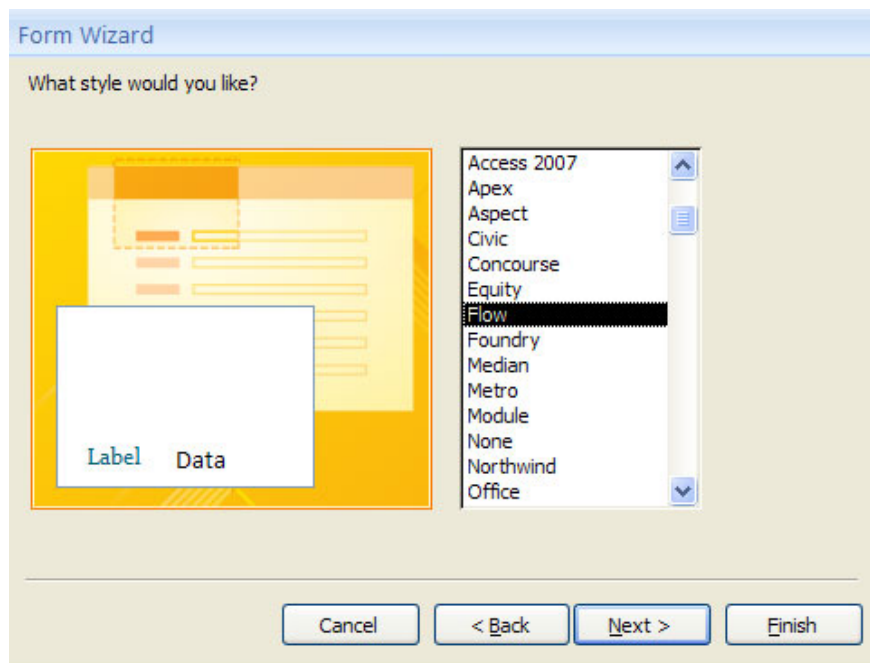 Form Wizard
What style would you like?
Label Data
Access 2007
Apex
Aspect
Civic
Concourse
Equity
Flow
Foundry
Median
Metro
Module
None
Northwind
Office
Cancel
< Back
Next >
Finish